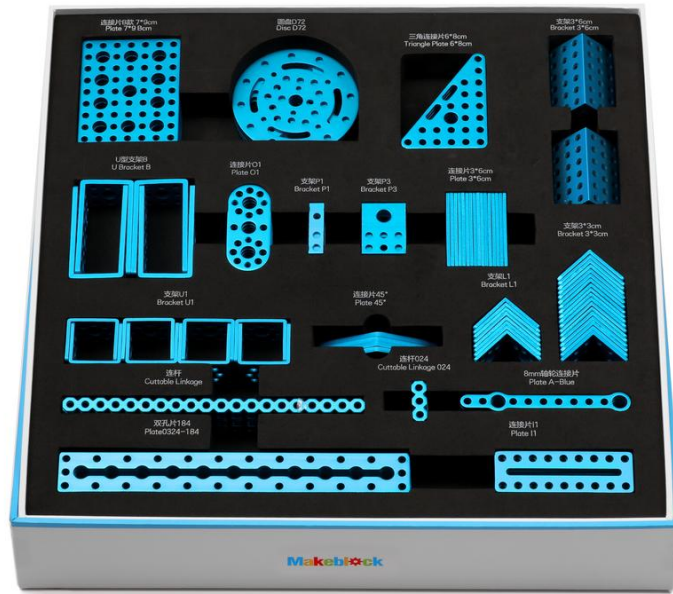 连接片B款 7*9cm
Plate 7*9 Bcm
圆盘D72
Disc D72
三角连接片6*8cm
Triangle Plate 6*8cm
支架3*6cm
Bracket 3*6cm
U型支架B
U Bracket B
连接片O1
Plate O1
支架P1
Bracket P1
支架P3
Bracket P3
连接片3*6cm
Plate 3*6cm
支架3*3cm
Bracket 3*3cm
支架U1
Bracket U1
连接片45°
Plate 45°
支架L1
Bracket L1
连杆
Cuttable Linkage
连杆024
Cuttable Linkage 024
8mm轴轮连接片
Plate A-Blue
双孔片184
Plate0324-184
连接片I1
Plate I1
Makeblock